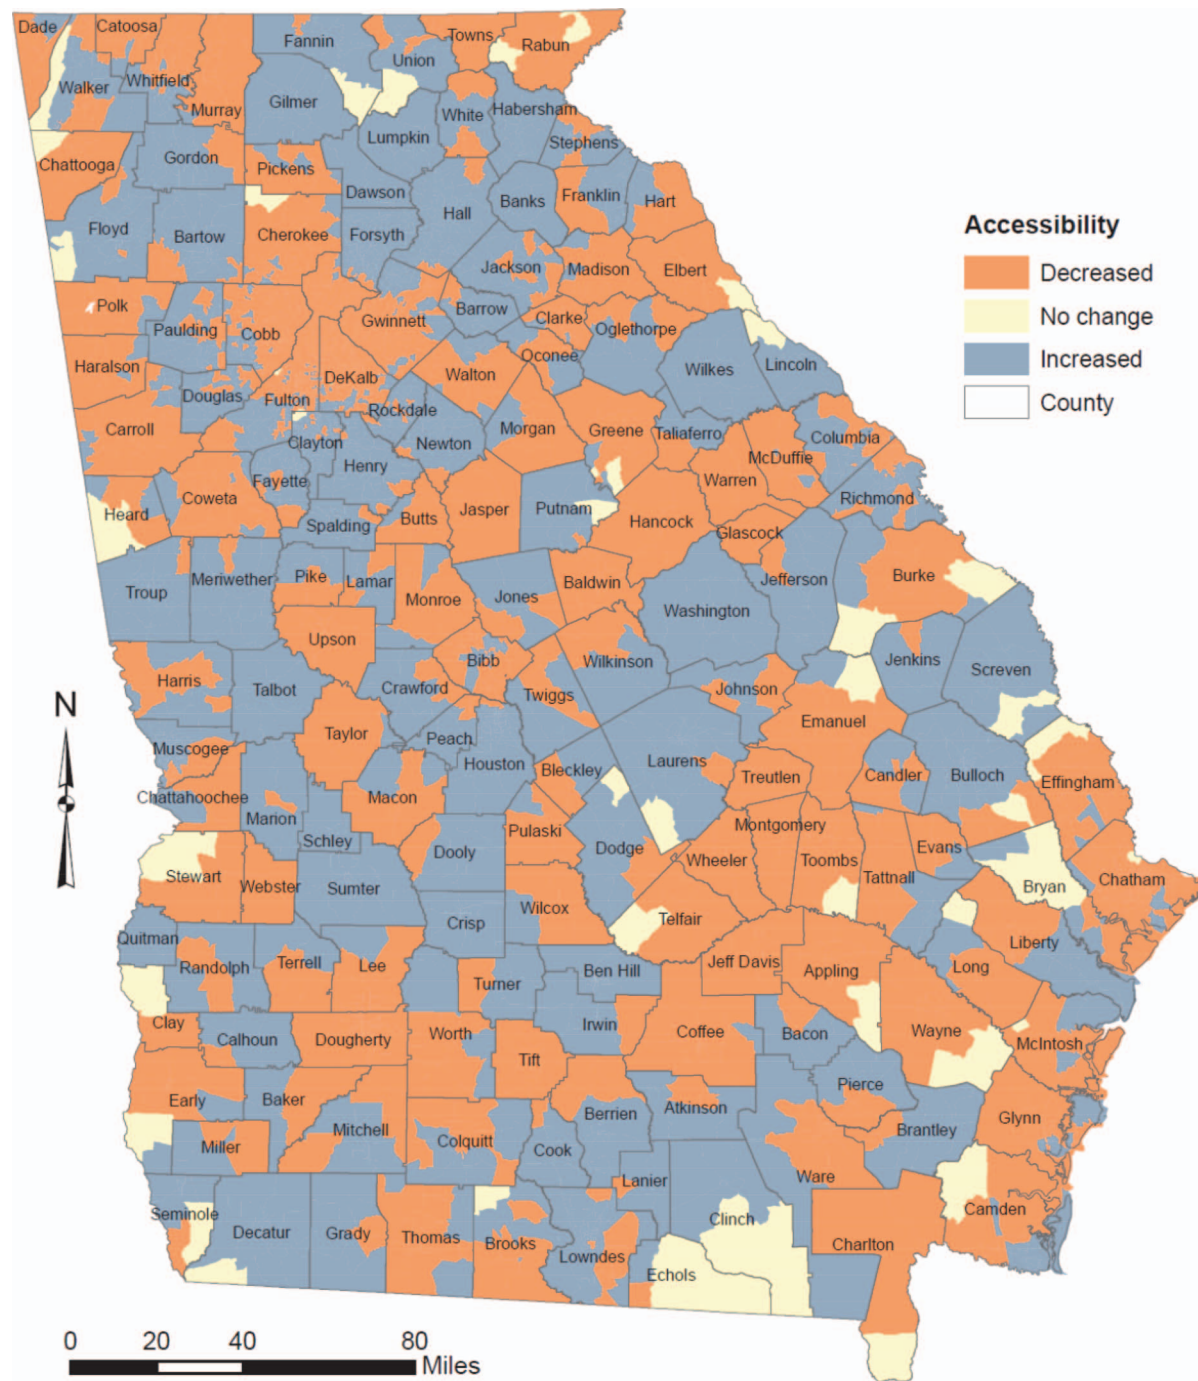 Dade
Catoosa
Fannin
Towns
Rabun
Union
Walker
Whitfield
Murray
Gilmer
White
Habersham
Lumpkin
Stephens
Chattooga
Gordon
Pickens
Dawson
Banks
Franklin
Hart
Hall
Floyd
Bartow
Cherokee
Forsyth
Jackson
Madison
Elbert
Polk
Paulding
Cobb
Gwinnett
Barrow
Clarke
Oglethorpe
Oconee
Haralson
Douglas
Fulton
DeKalb
Walton
Wilkes
Lincoln
Rockdale
Carroll
Clayton
Newton
Morgan
Greene
Taliaferro
Columbia
McDuffie
Henry
Fayette
Coweta
Warren
Richmond
Heard
Spalding
Butts
Jasper
Putnam
Hancock
Glascock
Troup
Meriwether
Pike
Lamar
Monroe
Jones
Baldwin
Jefferson
Burke
Washington
Upson
Bibb
Wilkinson
Jenkins
Screven
Harris
Talbot
Crawford
Twiggs
Johnson
Emanuel
Taylor
Peach
Muscogee
Houston
Bleckley
Laurens
Treutlen
Candler
Bulloch
Effingham
Chattahoochee
Marion
Macon
Schley
Dooly
Pulaski
Dodge
Montgomery
Wheeler
Toombs
Evans
Tattnall
Bryan
Chatham
Stewart
Webster
Sumter
Crisp
Wilcox
Telfair
Quitman
Randolph
Terrell
Lee
Turner
Ben Hill
Jeff Davis
Appling
Long
Liberty
Clay
Calhoun
Dougherty
Worth
Irwin
Tift
Coffee
Bacon
Wayne
McIntosh
Early
Baker
Mitchell
Berrien
Atkinson
Pierce
Brantley
Glynn
Miller
Colquitt
Cook
Lanier
Ware
Seminole
Decatur
Grady
Thomas
Brooks
Lowndes
Clinch
Echols
Charlton
Camden
Accessibility
Decreased
No change
Increased
County
N
0 20 40 80
Miles